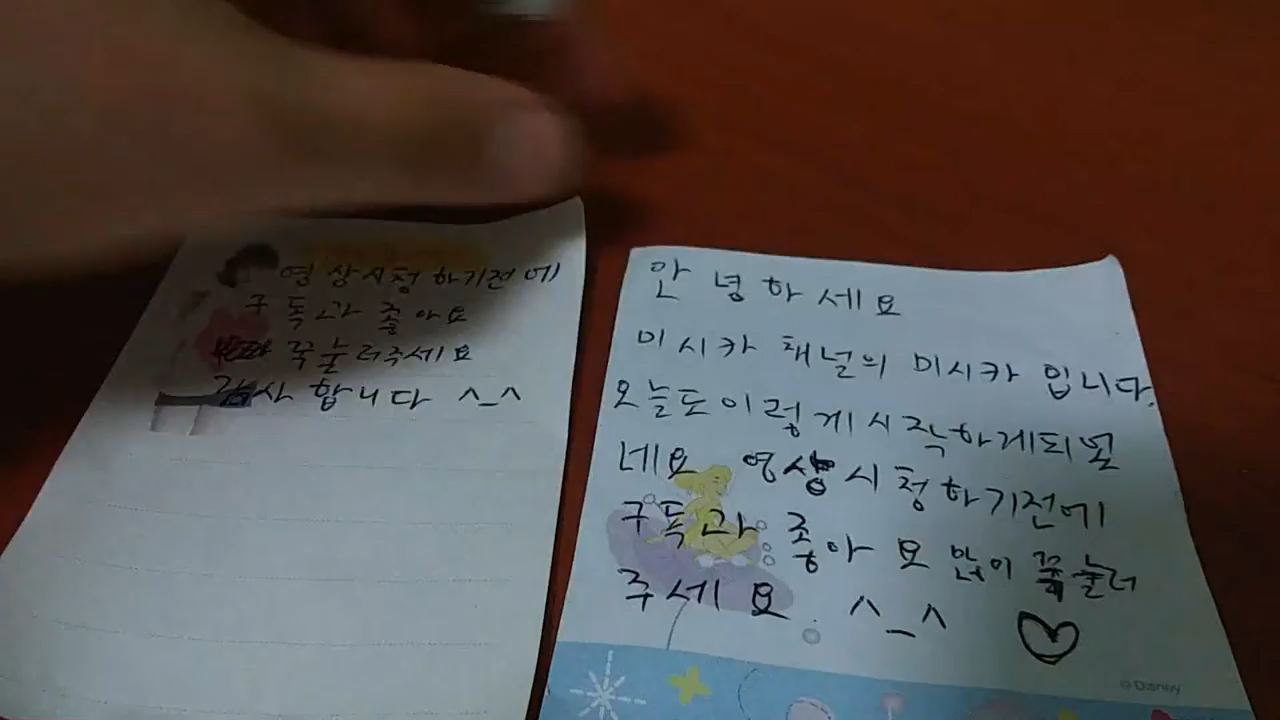 영상시청하기전에
구독과 좋아요
꾹눌러주세요
감사합니다 ^_^
안녕하세요
미시카 채널의 미시카 입니다.
오늘도이렇게시작하게되
네요 영상시청하기전에
구독과 좋아요 많이 꾹눌러
주세요. ^_^ ♡
© Disney